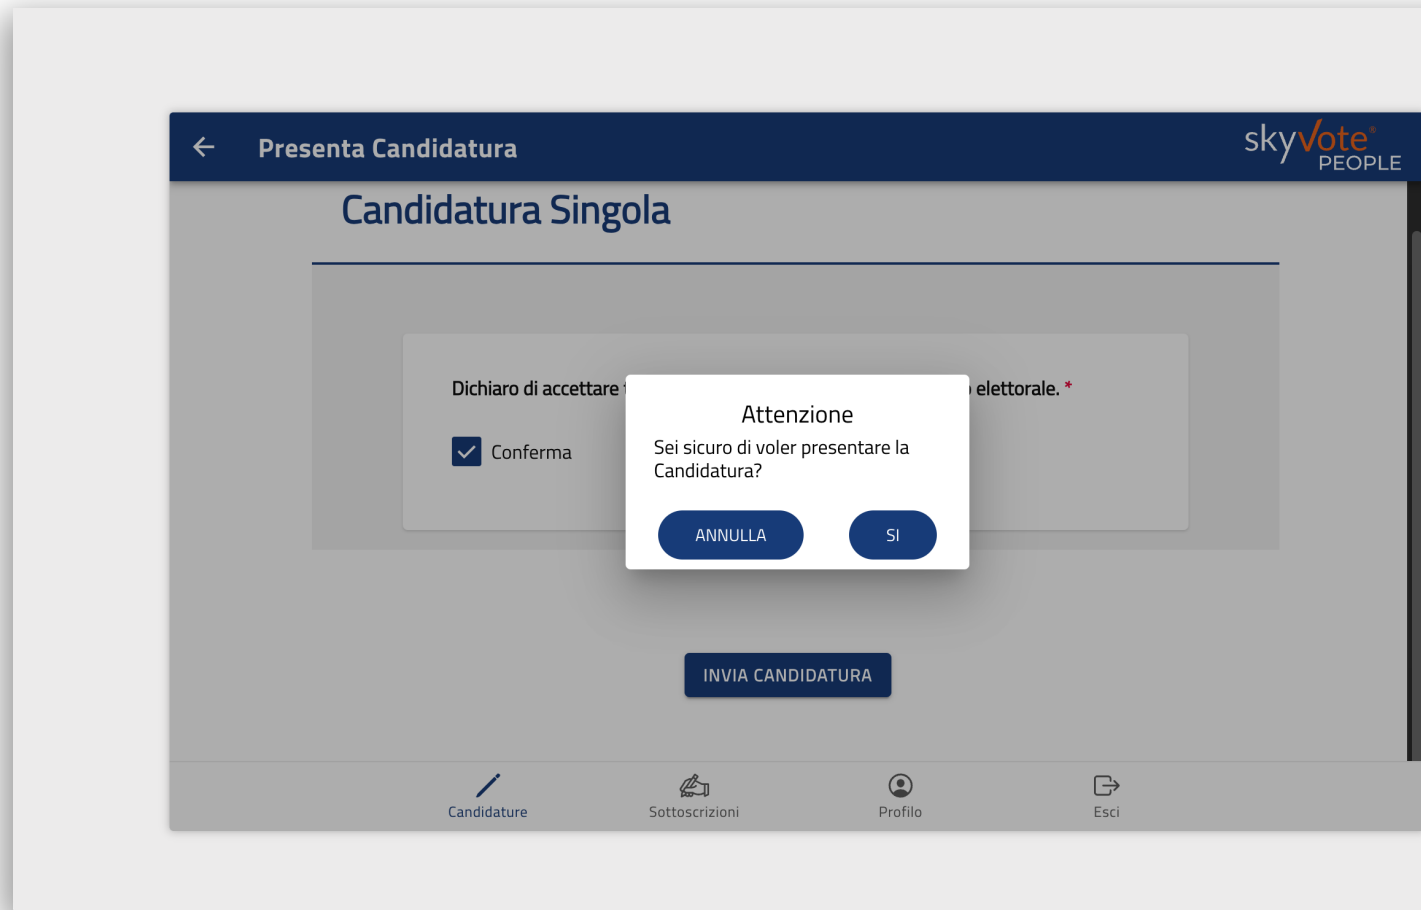 Presenta Candidatura
skyVote®
PEOPLE
Candidatura Singola
Dichiaro di accettare
elettorale. *
Conferma
Attenzione
Sei sicuro di voler presentare la
Candidatura?
ANNULLA
SI
INVIA CANDIDATURA
Candidature
Sottoscrizioni
Profilo
Esci